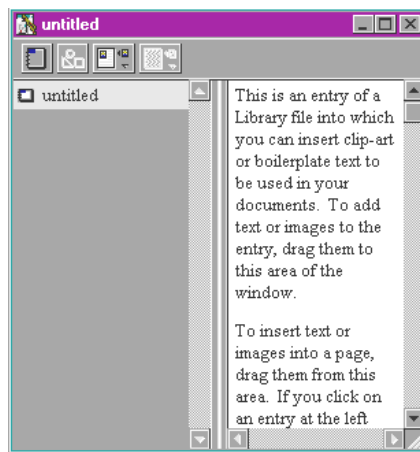 untitled
untitled
This is an entry of a
Library file into which
you can insert clip-art
or boilerplate text to
be used in your
documents.  To add
text or images to the
entry, drag them to
this area of the
window.
To insert text or
images into a page,
drag them from this
area.  If you click on
an entry at the left